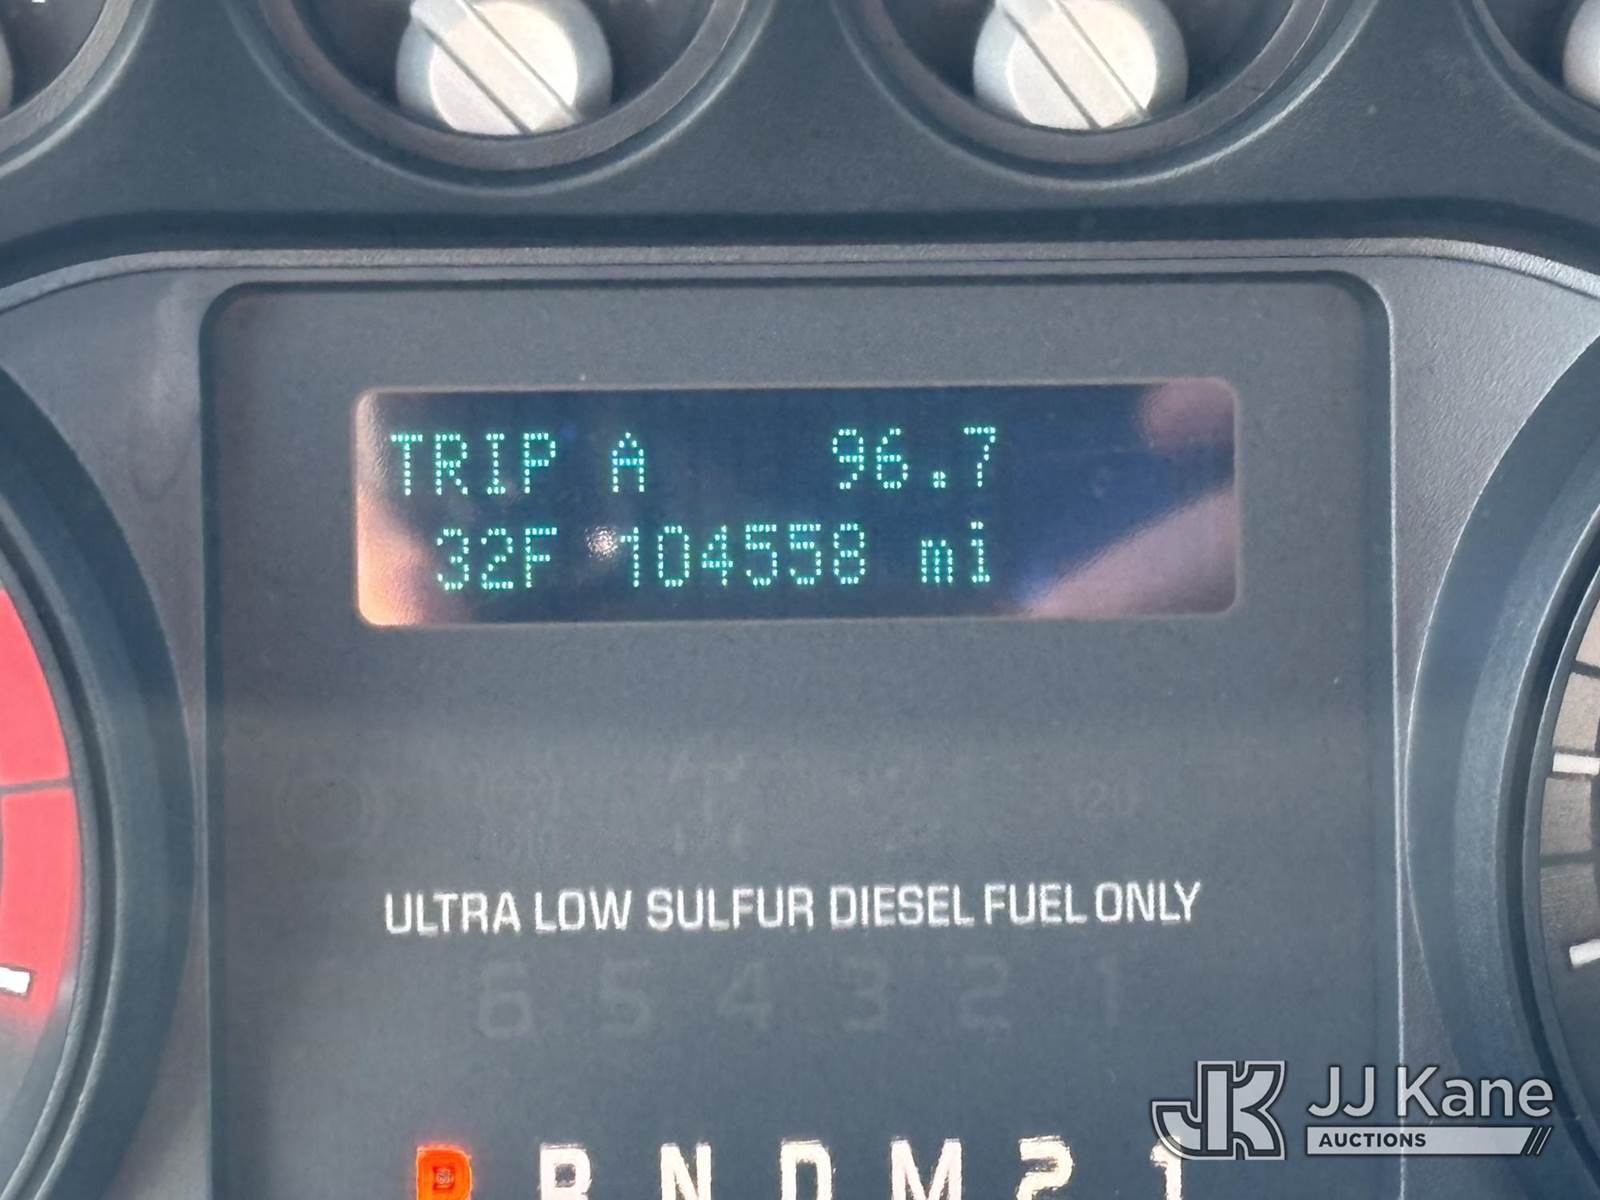 TRIP A 96.7
32F 104558 mi
120
ULTRA LOW SULFUR DIESEL FUEL ONLY
6 5 4 3 2 1
P R N D M 2 1
JJ Kane
AUCTIONS